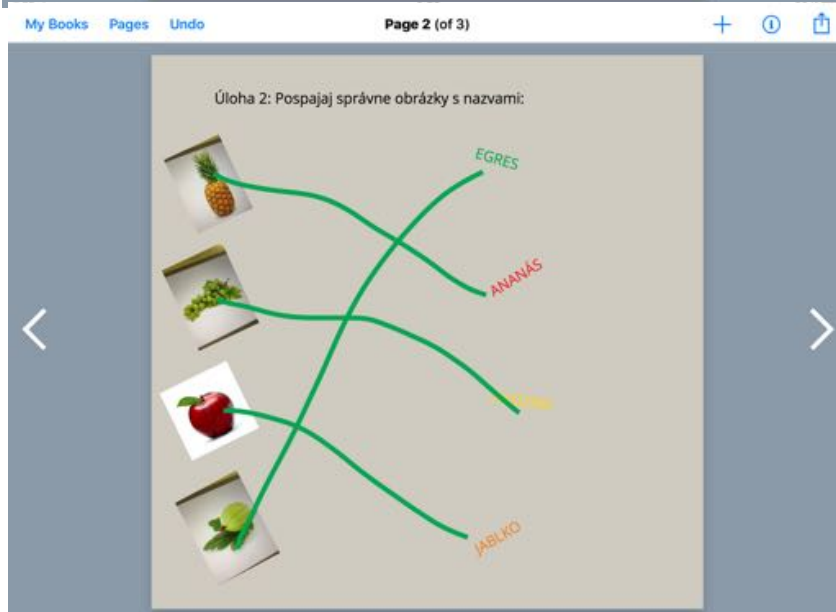 My Books Pages Undo Page 2 (of 3)
Úloha 2: Pospajaj správne obrázky s nazvami:
EGRES
ANANÁS
JABLKO